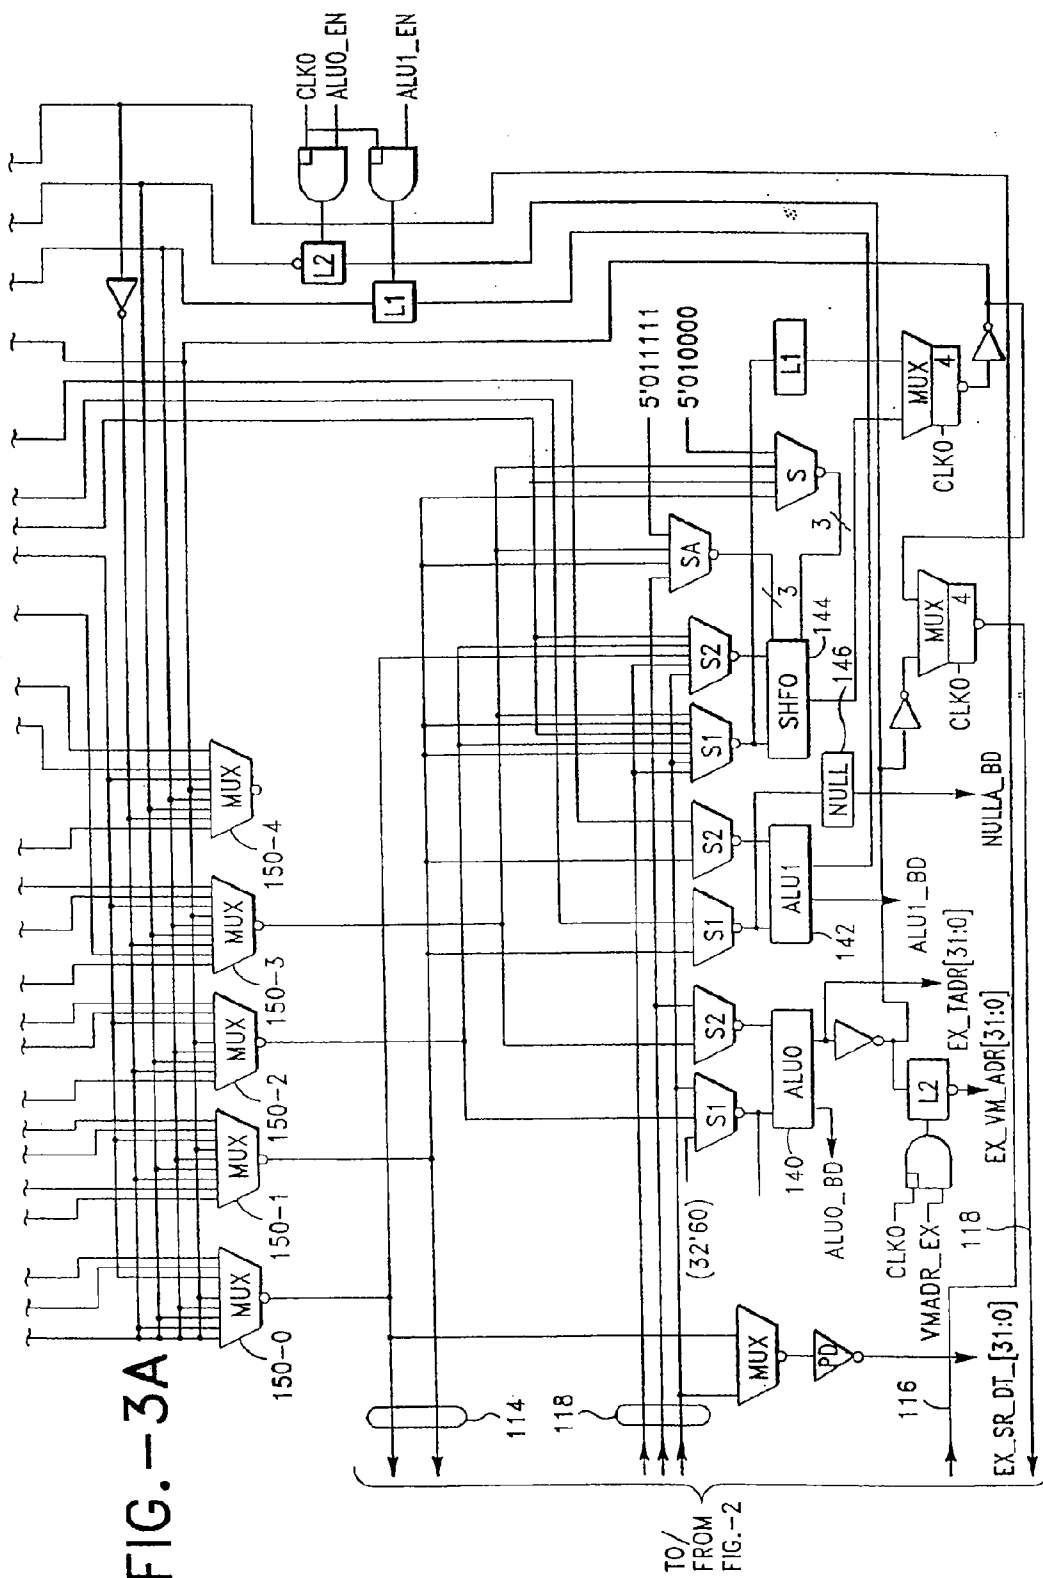 FIG.-3A
CLK0
ALU0_EN
ALU1_EN
L2
L1
MUX
150-0
MUX
150-1
MUX
150-2
MUX
150-3
MUX
150-4
5'011111
5'010000
114
118
(32'60)
MUX
PD
S1
S2
S1
S2
S1
S2
SA
S
L1
ALU0
140
ALU1
142
SHF0
144
NULL
146
3
3
MUX
4
CLK0
MUX
4
CLK0
ALU0_BD
ALU1_BD
NULLA_BD
EX_TADR[31:0]
L2
EX_VM_ADR[31:0]
CLK0
VMADR_EX
118
116
EX_SR_DT_[31:0]
TO/
FROM
FIG.-2